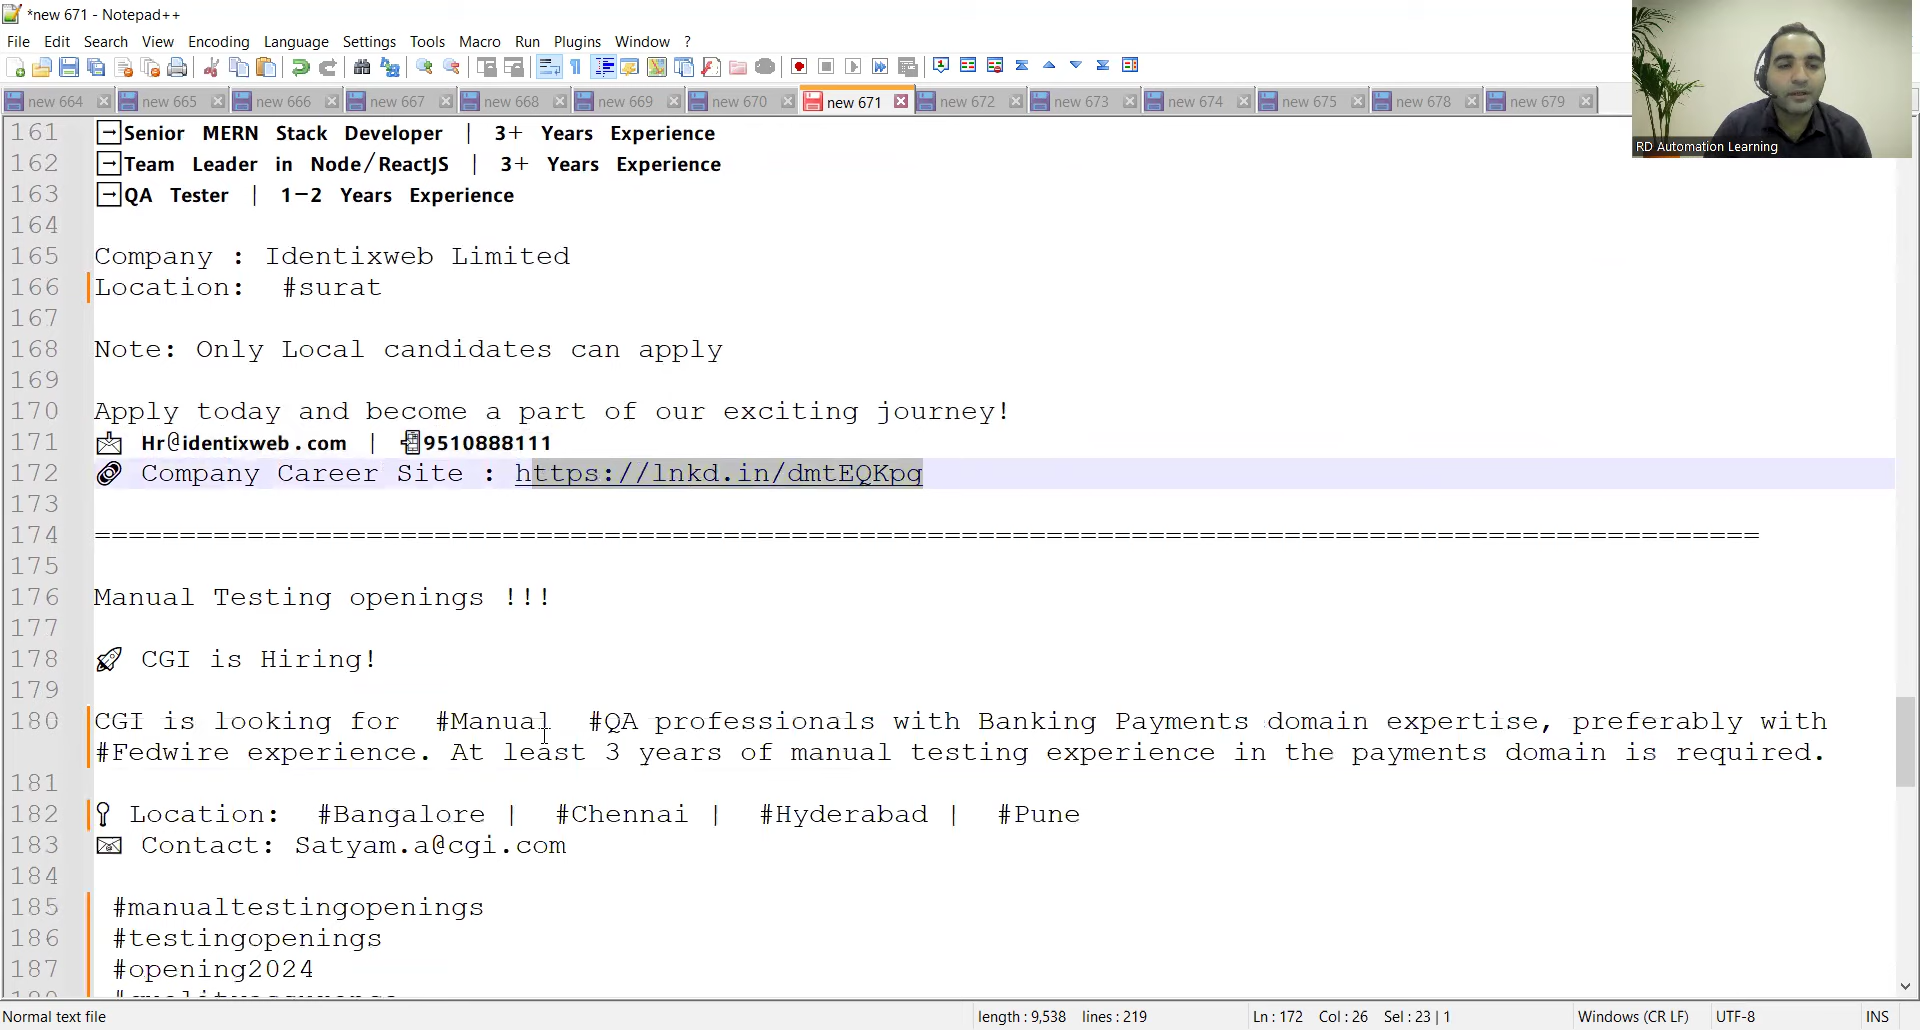 *new 671 - Notepad++
File Edit Search View Encoding Language Settings Tools Macro Run Plugins Window ?
new 664 new 665 new 666 new 667 new 668 new 669 new 670 new 671 new 672 new 673 new 674 new 675 new 678 new 679
RD Automation Learning
161 Senior MERN Stack Developer | 3+ Years Experience
162 Team Leader in Node/ReactJS | 3+ Years Experience
163 QA Tester | 1-2 Years Experience
164
165 Company : Identixweb Limited
166 Location: #surat
167
168 Note: Only Local candidates can apply
169
170 Apply today and become a part of our exciting journey!
171 Hr@identixweb.com | 9510888111
172 Company Career Site : https://lnkd.in/dmtEQKpq
173
174 ==================================================================================================
175
176 Manual Testing openings !!!
177
178 CGI is Hiring!
179
180 CGI is looking for #Manual #QA professionals with Banking Payments domain expertise, preferably with
#Fedwire experience. At least 3 years of manual testing experience in the payments domain is required.
181
182 Location: #Bangalore | #Chennai | #Hyderabad | #Pune
183 Contact: Satyam.a@cgi.com
184
185 #manualtestingopenings
186 #testingopenings
187 #opening2024
Normal text file length : 9,538 lines : 219 Ln : 172 Col : 26 Sel : 23 | 1 Windows (CR LF) UTF-8 INS